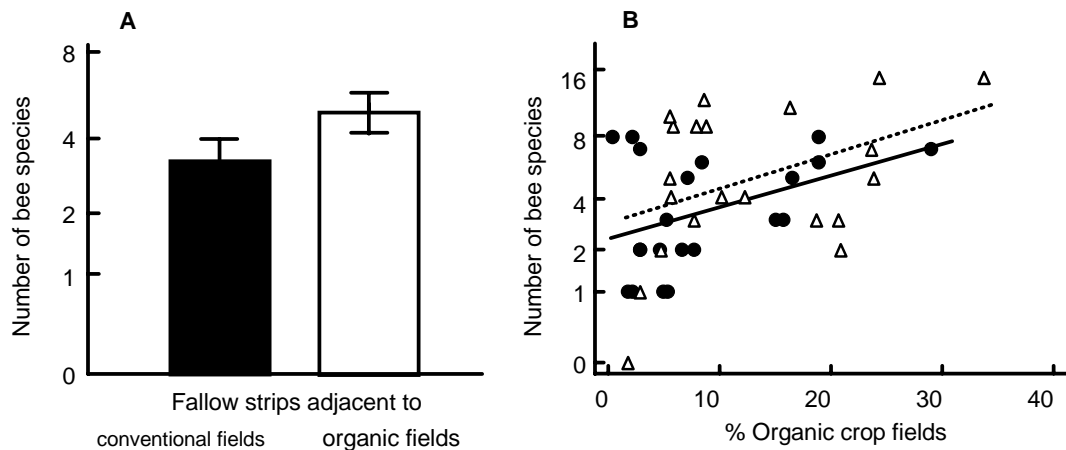 A
8
4
2
1
0
Number of bee species
Fallow strips adjacent to
conventional fields
organic fields
B
16
8
4
2
1
0
Number of bee species
0
10
20
30
40
% Organic crop fields